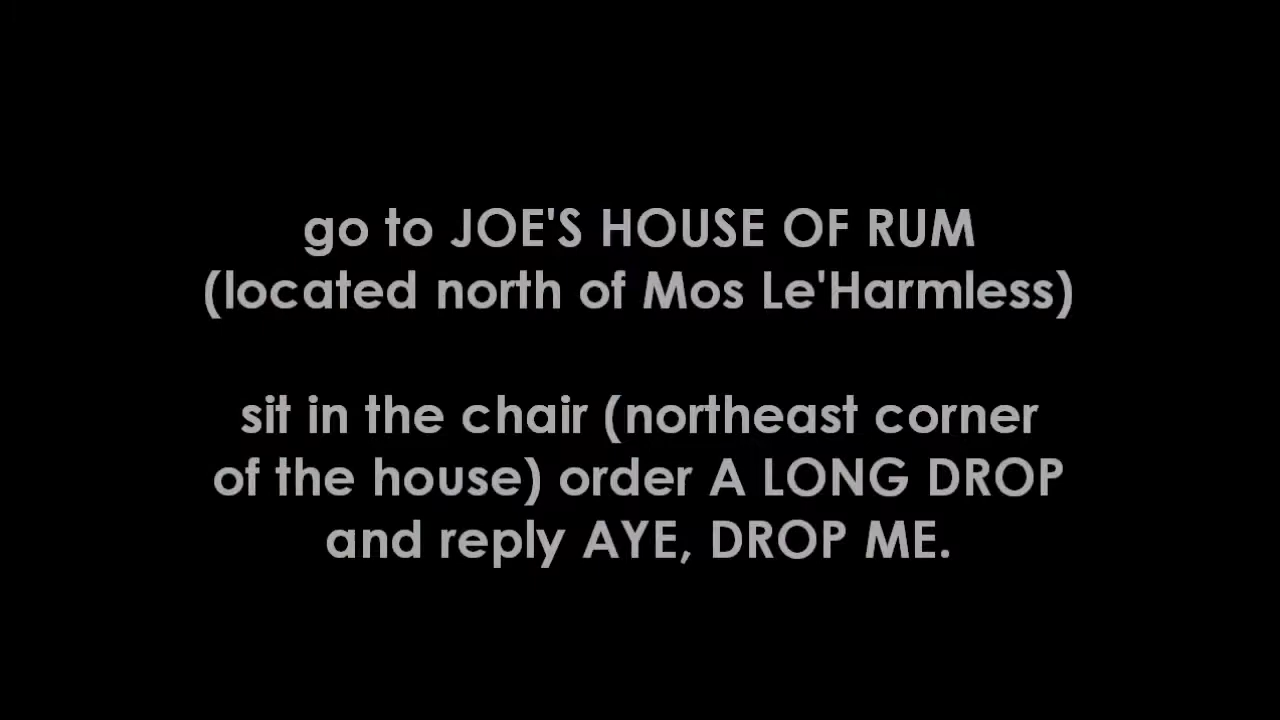 go to JOE'S HOUSE OF RUM
(located north of Mos Le'Harmless)
sit in the chair (northeast corner
of the house) order A LONG DROP
and reply AYE, DROP ME.